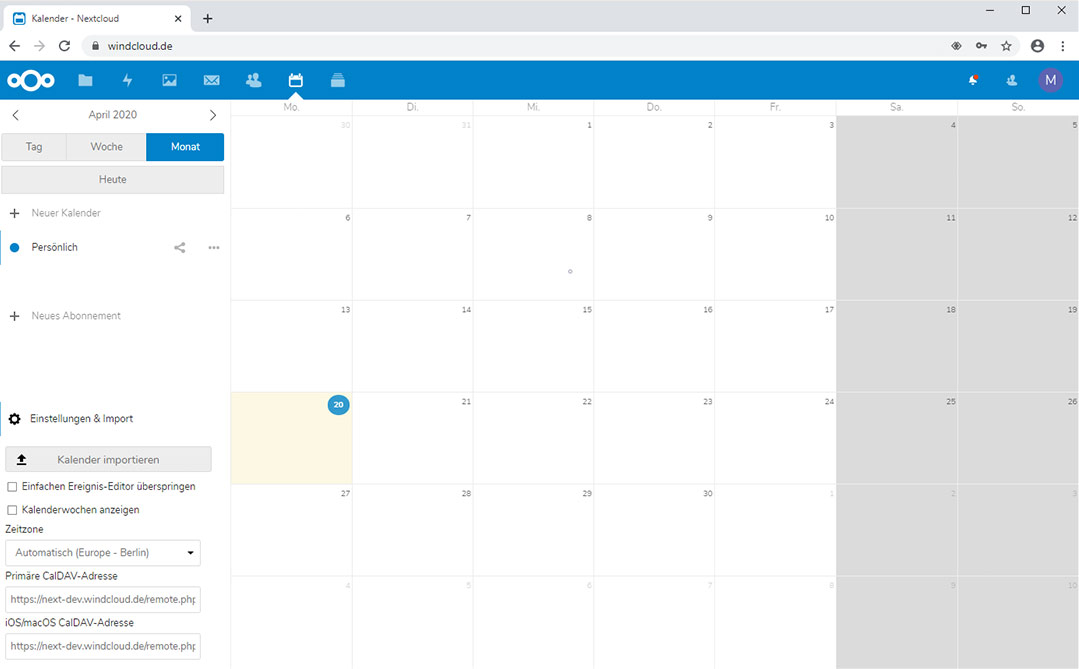 Kalender - Nextcloud
windcloud.de
M
April 2020
Tag Woche Monat
Heute
Neuer Kalender
Persönlich
Neues Abonnement
Einstellungen & Import
Kalender importieren
Einfachen Ereignis-Editor überspringen
Kalenderwochen anzeigen
Zeitzone
Automatisch (Europe - Berlin)
Primäre CalDAV-Adresse
https://next-dev.windcloud.de/remote.php
iOS/macOS CalDAV-Adresse
https://next-dev.windcloud.de/remote.php
Mo. Di. Mi. Do. Fr. Sa. So.
30 31 1 2 3 4 5
6 7 8 9 10 11 12
13 14 15 16 17 18 19
20 21 22 23 24 25 26
27 28 29 30 1 2 3
4 5 6 7 8 9 10